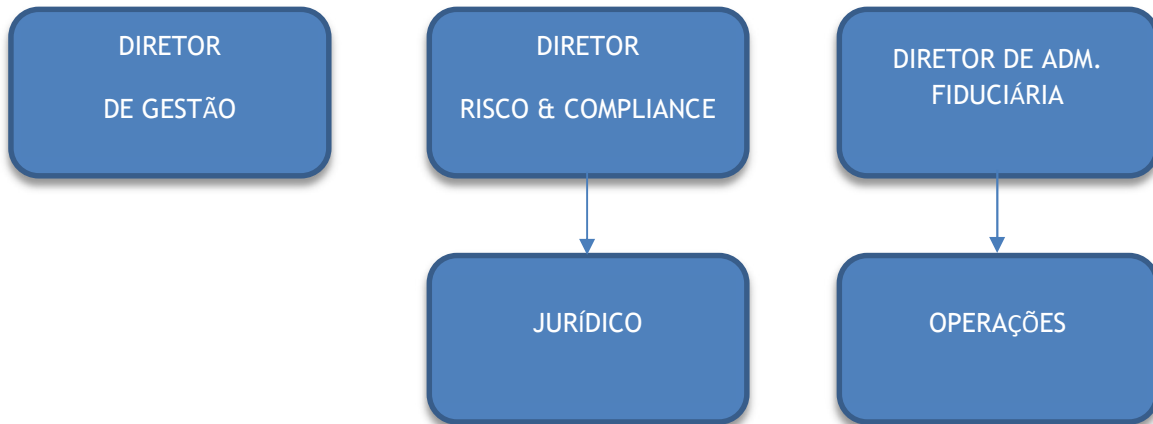 DIRETOR
DE GESTÃO
DIRETOR
RISCO & COMPLIANCE
DIRETOR DE ADM.
FIDUCIÁRIA
JURÍDICO
OPERAÇÕES